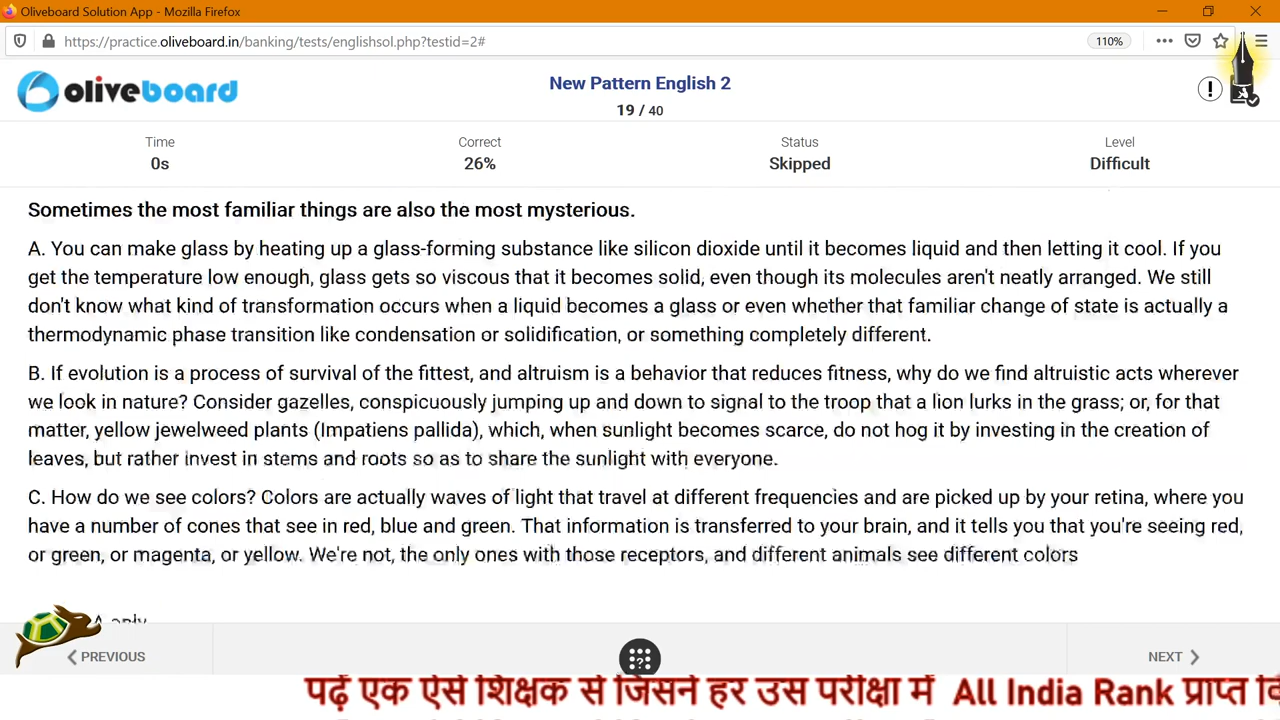 Oliveboard Solution App - Mozilla Firefox
https://practice.oliveboard.in/banking/tests/englishsol.php?testid=2#
110%
oliveboard
New Pattern English 2
19 / 40
Time
Correct
Status
Level
0s
26%
Skipped
Difficult
Sometimes the most familiar things are also the most mysterious.
A. You can make glass by heating up a glass-forming substance like silicon dioxide until it becomes liquid and then letting it cool. If you
get the temperature low enough, glass gets so viscous that it becomes solid, even though its molecules aren't neatly arranged. We still
don't know what kind of transformation occurs when a liquid becomes a glass or even whether that familiar change of state is actually a
thermodynamic phase transition like condensation or solidification, or something completely different.
B. If evolution is a process of survival of the fittest, and altruism is a behavior that reduces fitness, why do we find altruistic acts wherever
we look in nature? Consider gazelles, conspicuously jumping up and down to signal to the troop that a lion lurks in the grass; or, for that
matter, yellow jewelweed plants (Impatiens pallida), which, when sunlight becomes scarce, do not hog it by investing in the creation of
leaves, but rather invest in stems and roots so as to share the sunlight with everyone.
C. How do we see colors? Colors are actually waves of light that travel at different frequencies and are picked up by your retina, where you
have a number of cones that see in red, blue and green. That information is transferred to your brain, and it tells you that you're seeing red,
or green, or magenta, or yellow. We're not, the only ones with those receptors, and different animals see different colors
A only
PREVIOUS
NEXT
पढ़ें एक ऐसे शिक्षक से जिसने हर उस परीक्षा में All India Rank प्राप्त